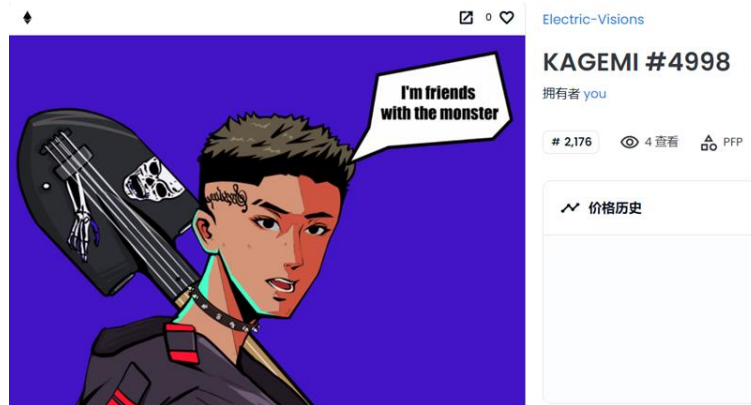 0
Electric-Visions
KAGEMI #4998
拥有者 you
# 2,176
4 查看
PFP
价格历史
I'm friends
with the monster